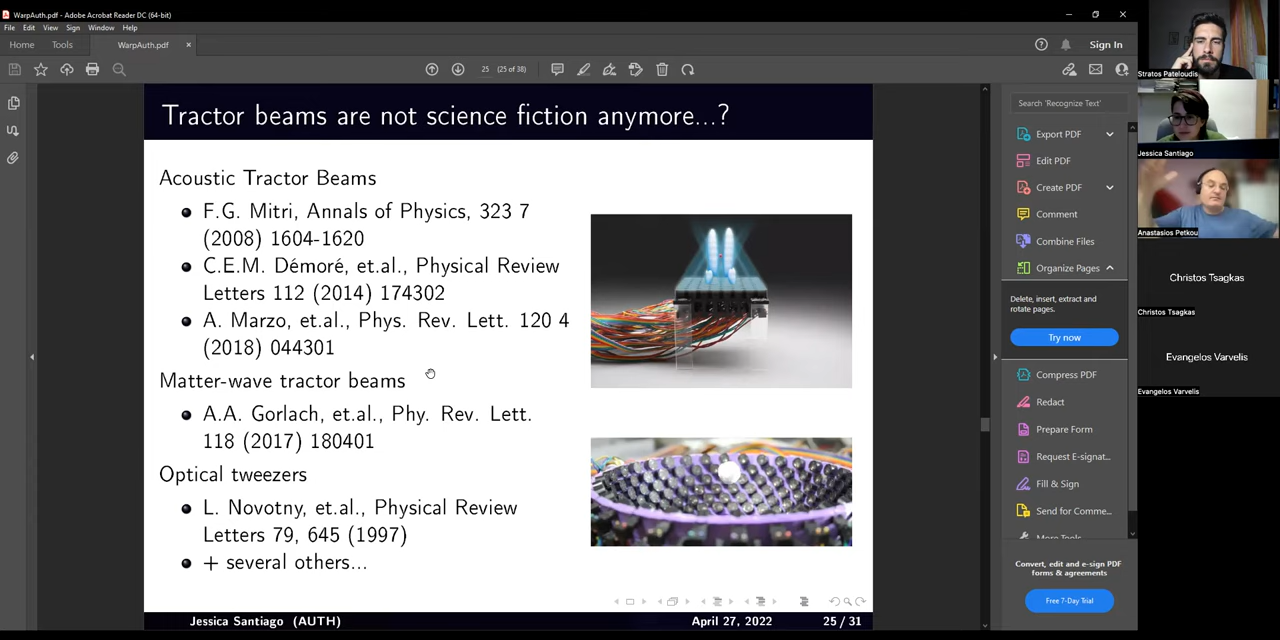 WarpAuth.pdf - Adobe Acrobat Reader DC (64-bit)
File Edit View Sign Window Help
Home Tools WarpAuth.pdf × Sign In
25 (25 of 38)
Tractor beams are not science fiction anymore...?
Acoustic Tractor Beams
F.G. Mitri, Annals of Physics, 323 7
(2008) 1604-1620
C.E.M. Démoré, et.al., Physical Review
Letters 112 (2014) 174302
A. Marzo, et.al., Phys. Rev. Lett. 120 4
(2018) 044301
Matter-wave tractor beams
A.A. Gorlach, et.al., Phy. Rev. Lett.
118 (2017) 180401
Optical tweezers
L. Novotny, et.al., Physical Review
Letters 79, 645 (1997)
+ several others...
Jessica Santiago (AUTH) April 27, 2022 25 / 31
Search 'Recognize Text'
Export PDF
Edit PDF
Create PDF
Comment
Combine Files
Organize Pages
Delete, insert, extract and
rotate pages.
Try now
Compress PDF
Redact
Prepare Form
Request E-signat...
Fill & Sign
Send for Comme...
More Tools
Convert, edit and e-sign PDF
forms & agreements
Free 7-Day Trial
Stratos Pateloudis
Jessica Santiago
Anastasios Petkou
Christos Tsagkas
Christos Tsagkas
Evangelos Varvelis
Evangelos Varvelis